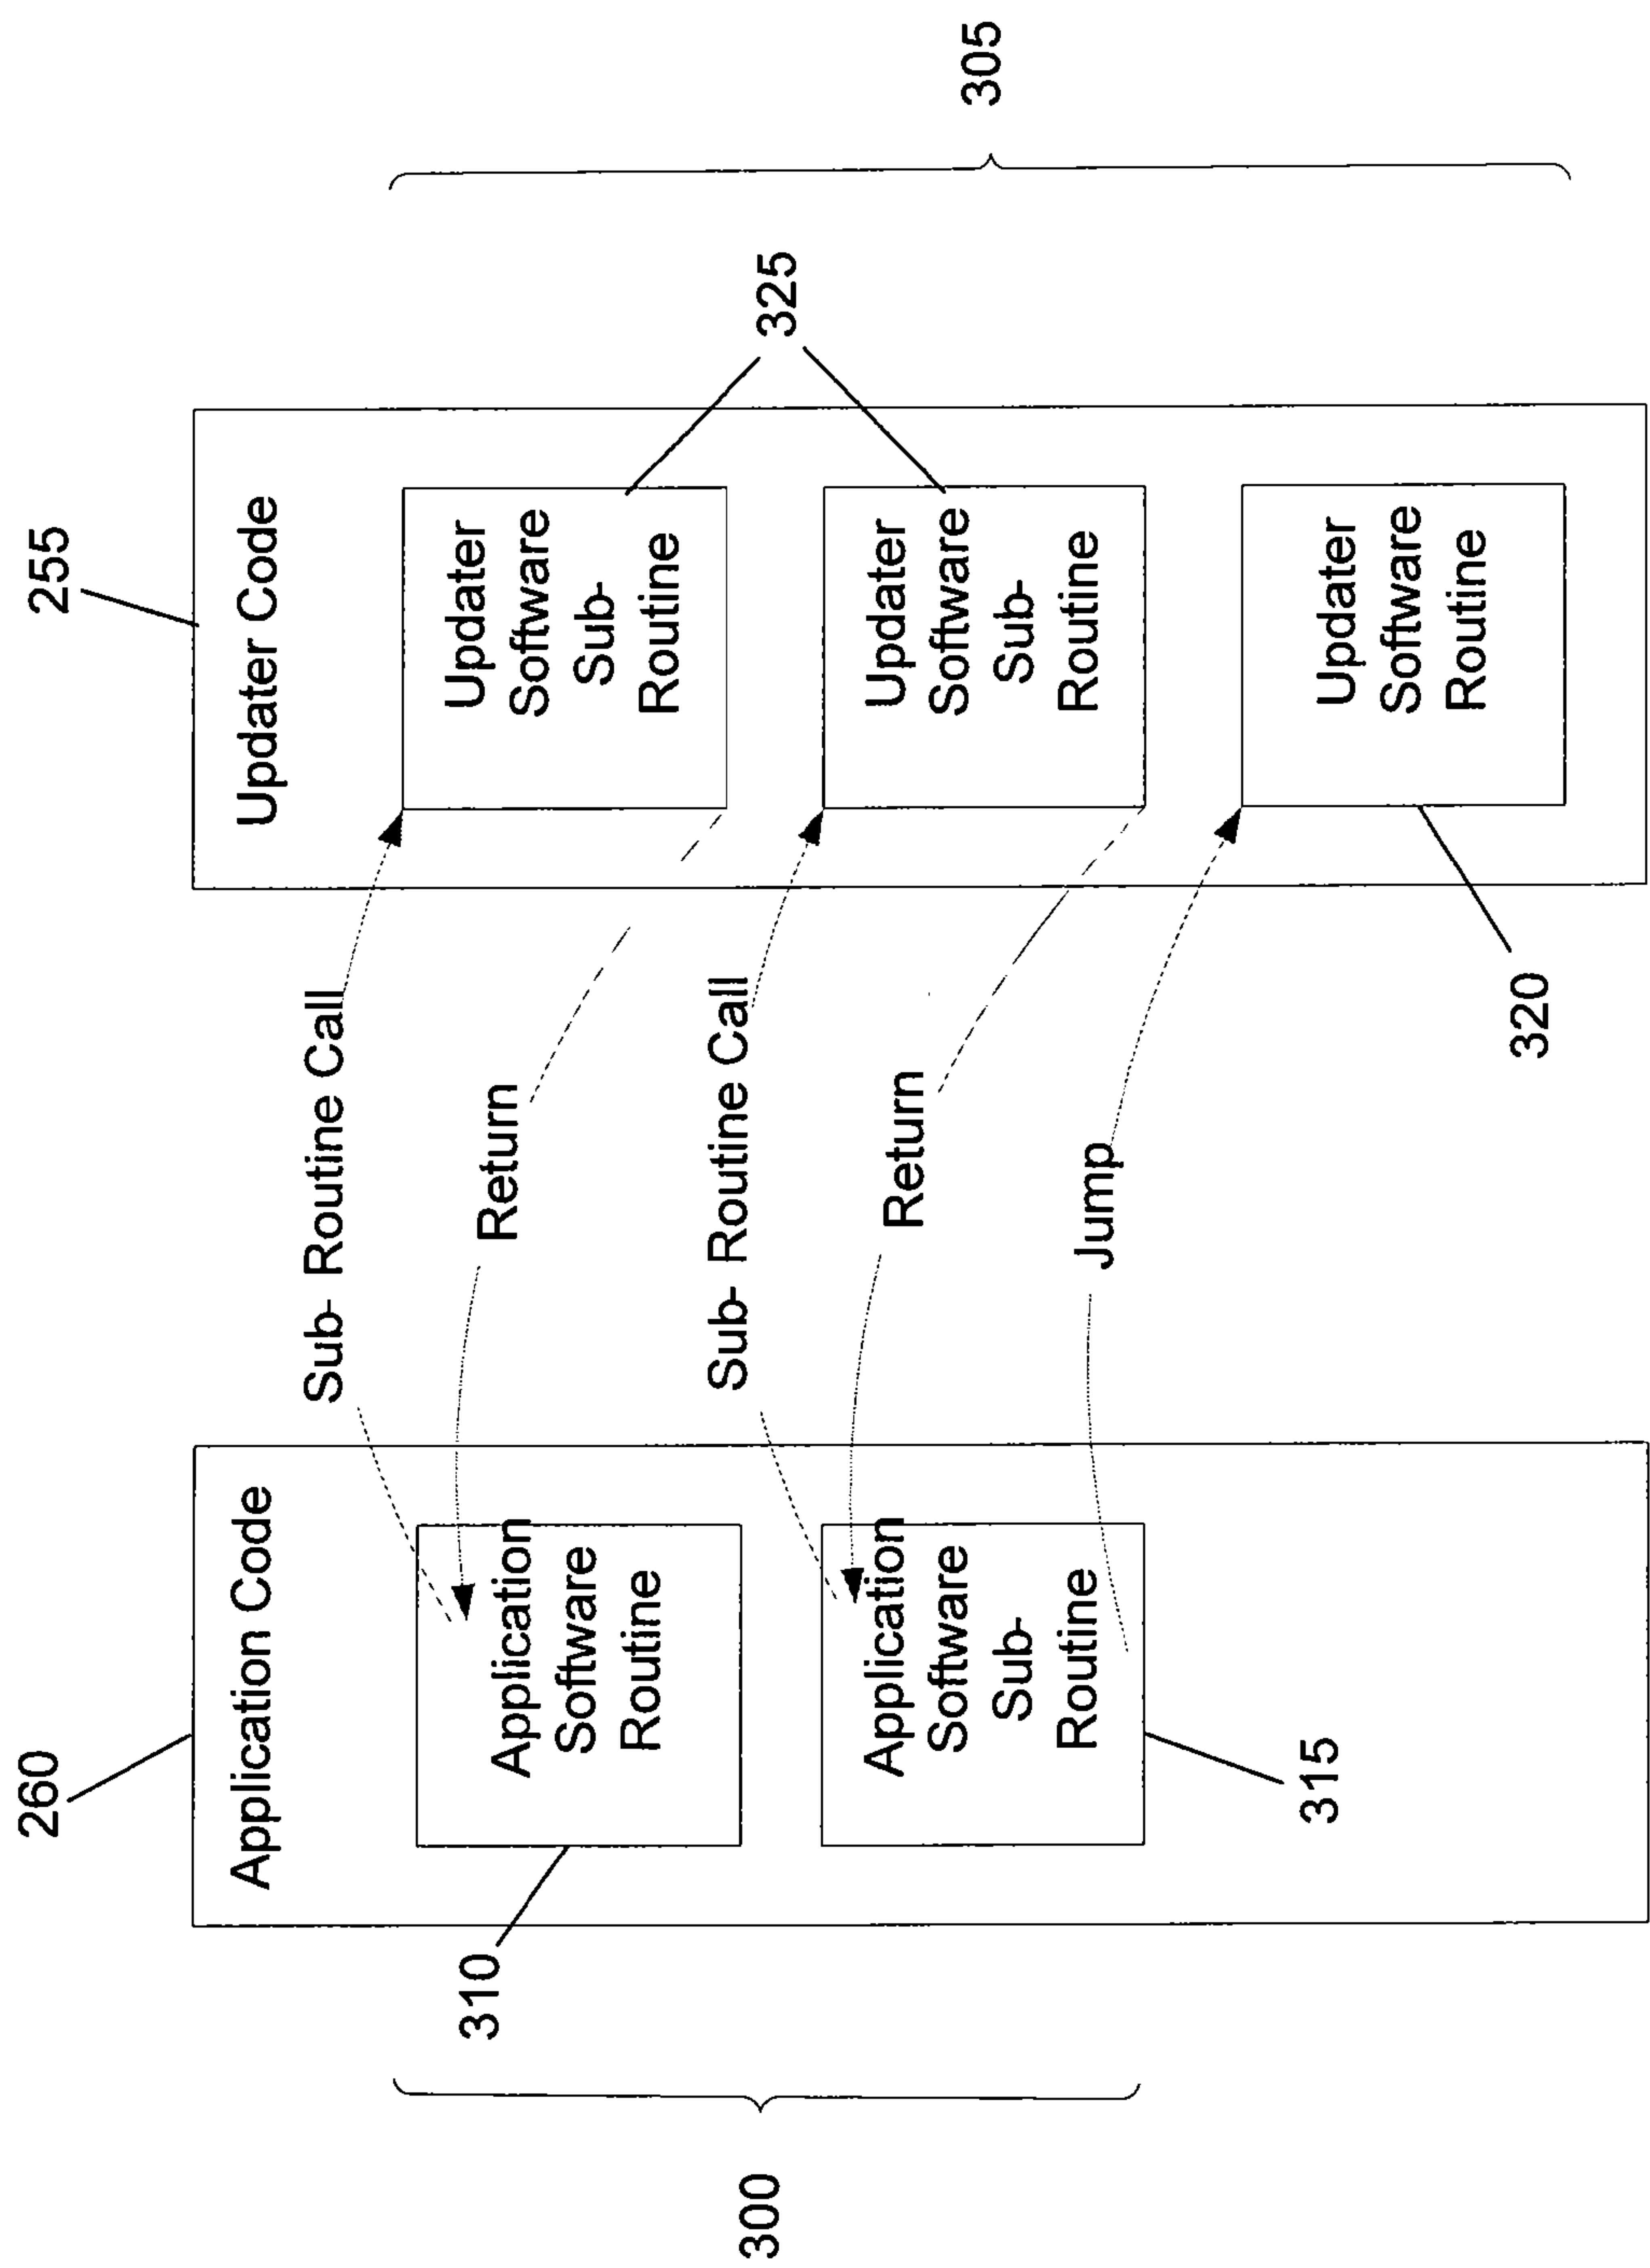 260
Application Code
310
Application
Software
Routine
Application
Software
Sub-
Routine
315
300
Sub- Routine Call
Return
Sub- Routine Call
Return
Jump
255
Updater Code
Updater
Software
Sub-
Routine
325
Updater
Software
Sub-
Routine
Updater
Software
Routine
320
305